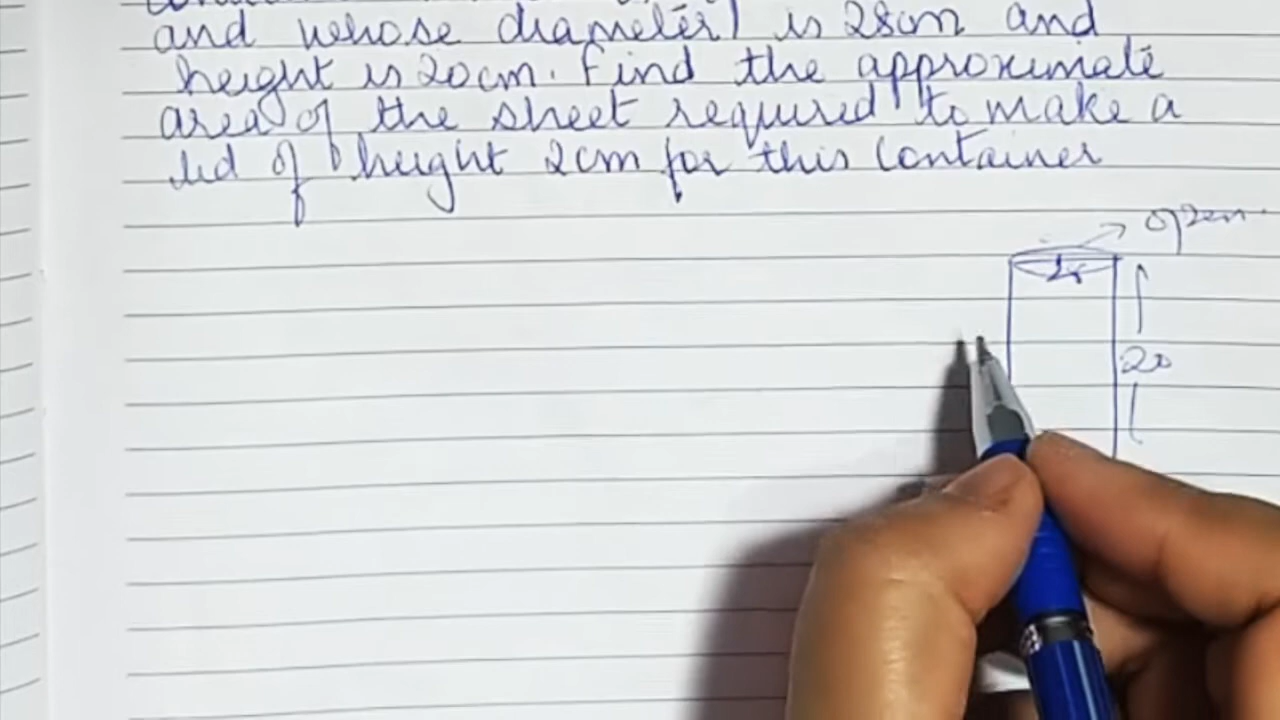 and whose diameter is 28cm and
height is 20cm. Find the approximate
area of the sheet required to make a
lid of height 2cm for this Container
open
28
20